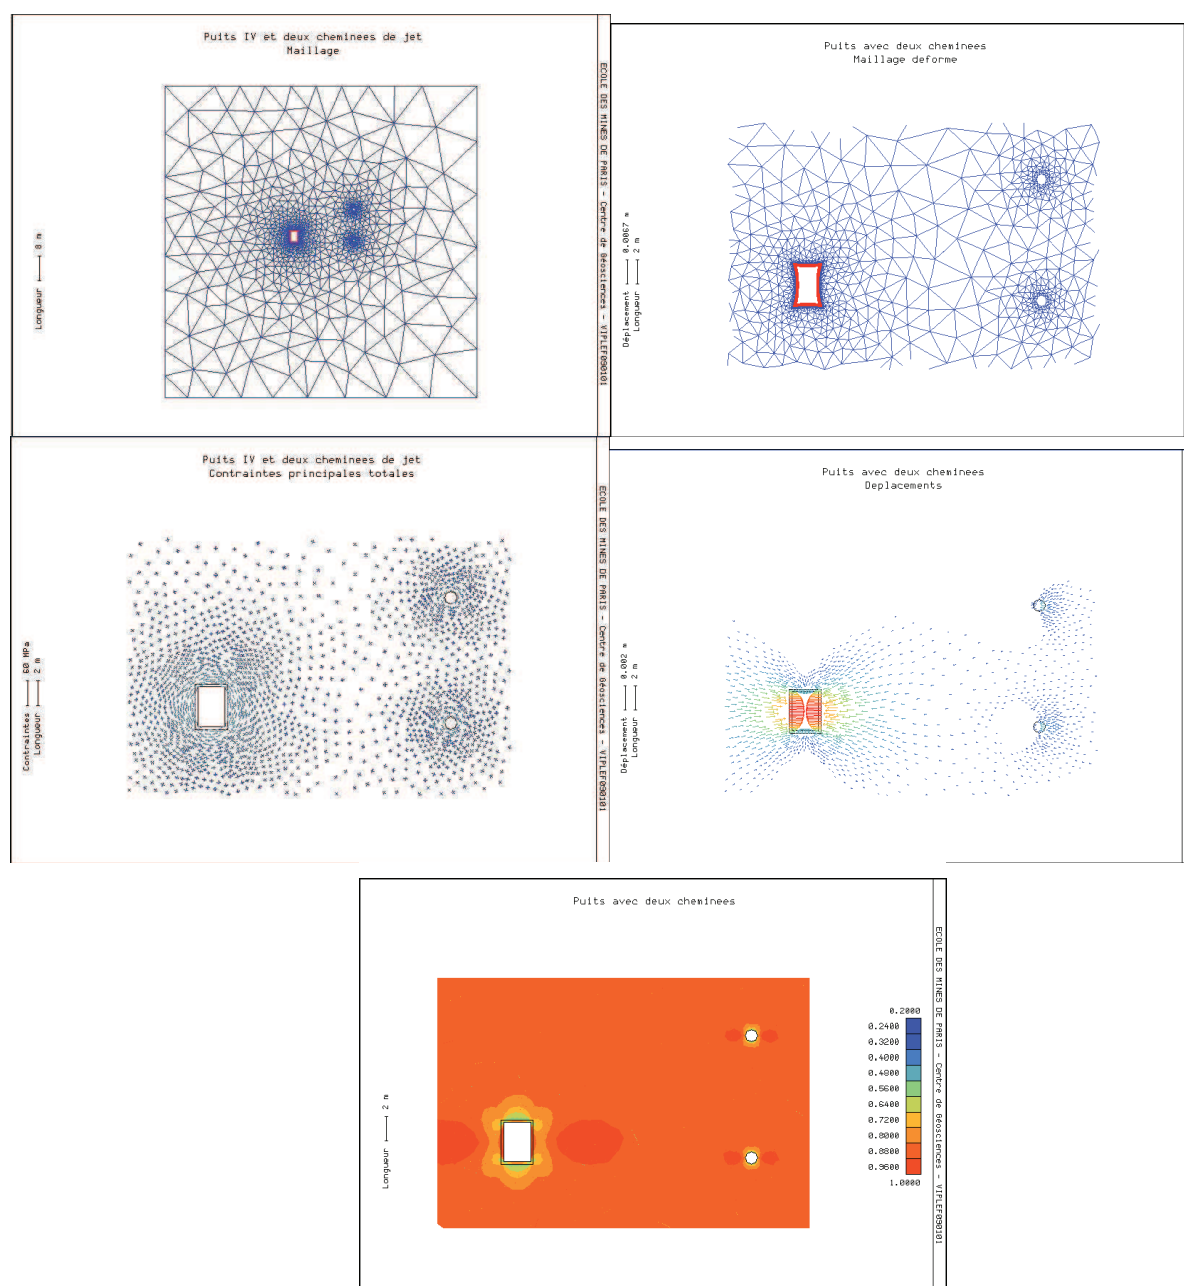 Puits IV et deux cheminees de jet
Maillage
Longueur 8 m
ECOLE DES MINES DE PARIS - Centre de Géosciences - VIPLEF090101
Puits avec deux cheminees
Maillage deforme
Déplacement 0.0067 m
Longueur 2 m
Puits IV et deux cheminees de jet
Contraintes principales totales
Contraintes 60 MPa
Longueur 2 m
ECOLE DES MINES DE PARIS - Centre de Géosciences - VIPLEF090101
Puits avec deux cheminees
Deplacements
Déplacement 0.002 m
Longueur 2 m
Puits avec deux cheminees
Longueur 2 m
0.2000
0.2400
0.3200
0.4000
0.4800
0.5600
0.6400
0.7200
0.8000
0.8800
0.9600
1.0000
ECOLE DES MINES DE PARIS - Centre de Géosciences - VIPLEF090101